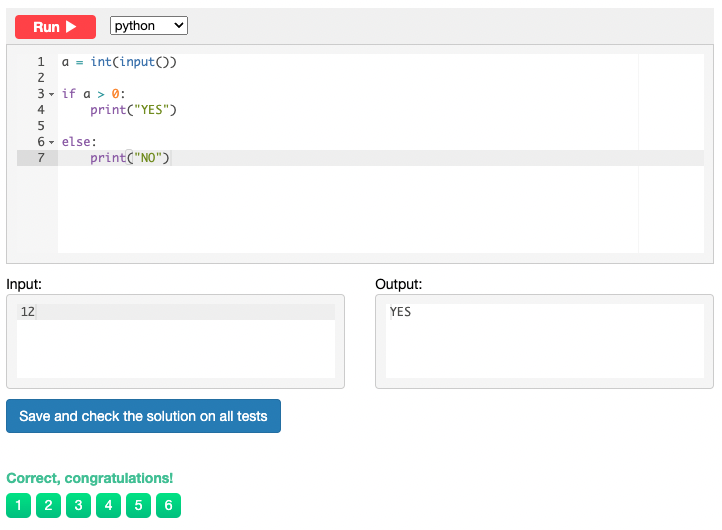 Run python
1 a = int(input())
2
3 if a > 0:
4 print("YES")
5
6 else:
7 print("NO")
Input: Output:
12 YES
Save and check the solution on all tests
Correct, congratulations!
1 2 3 4 5 6